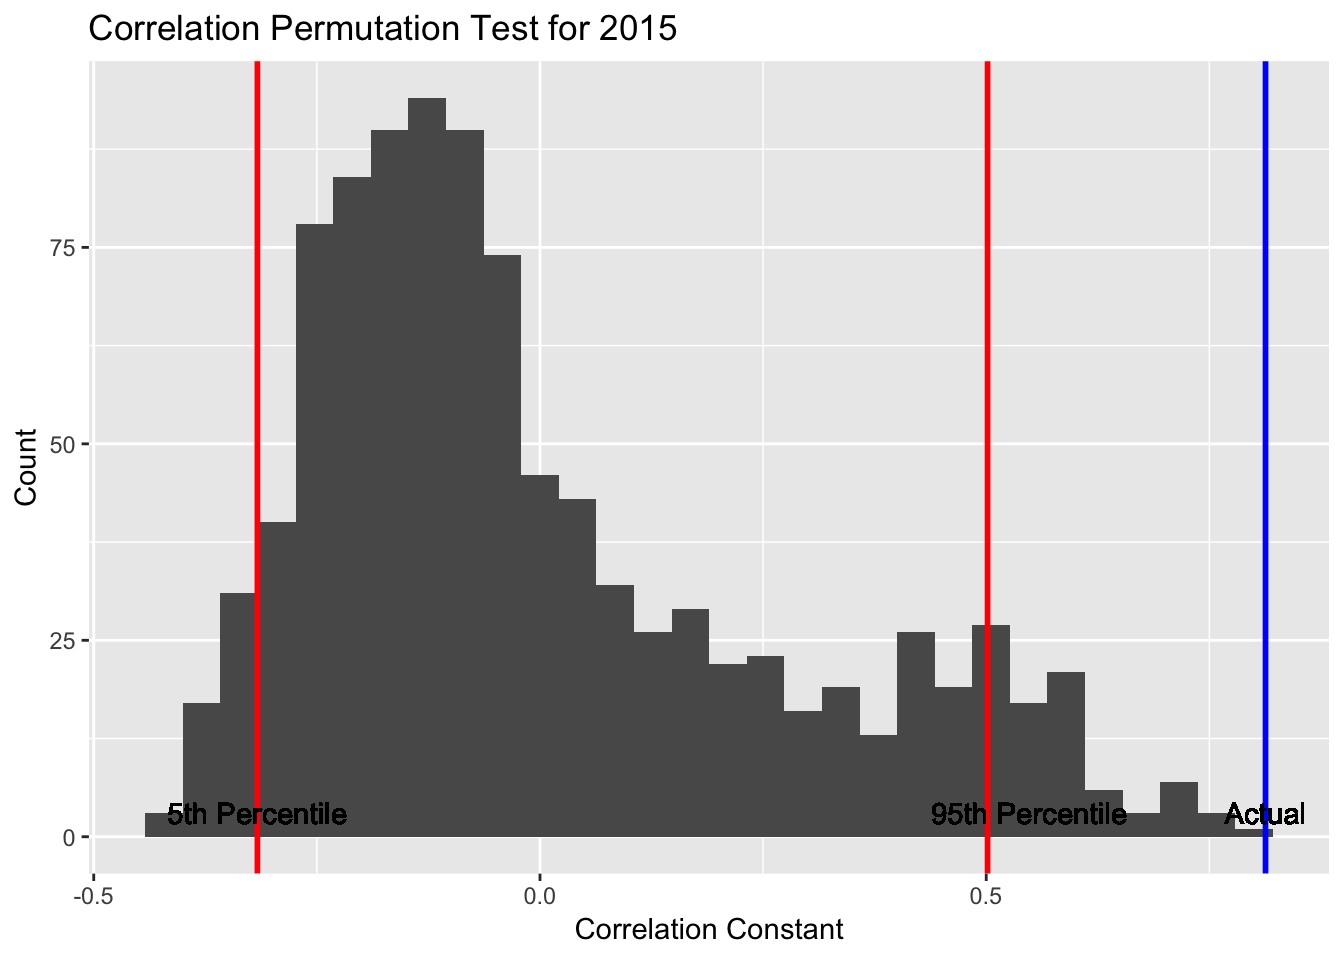 Correlation Permutation Test for 2015
Count
75
50
25
0
5th Percentile
95th Percentile
Actual
-0.5
0.0
0.5
Correlation Constant